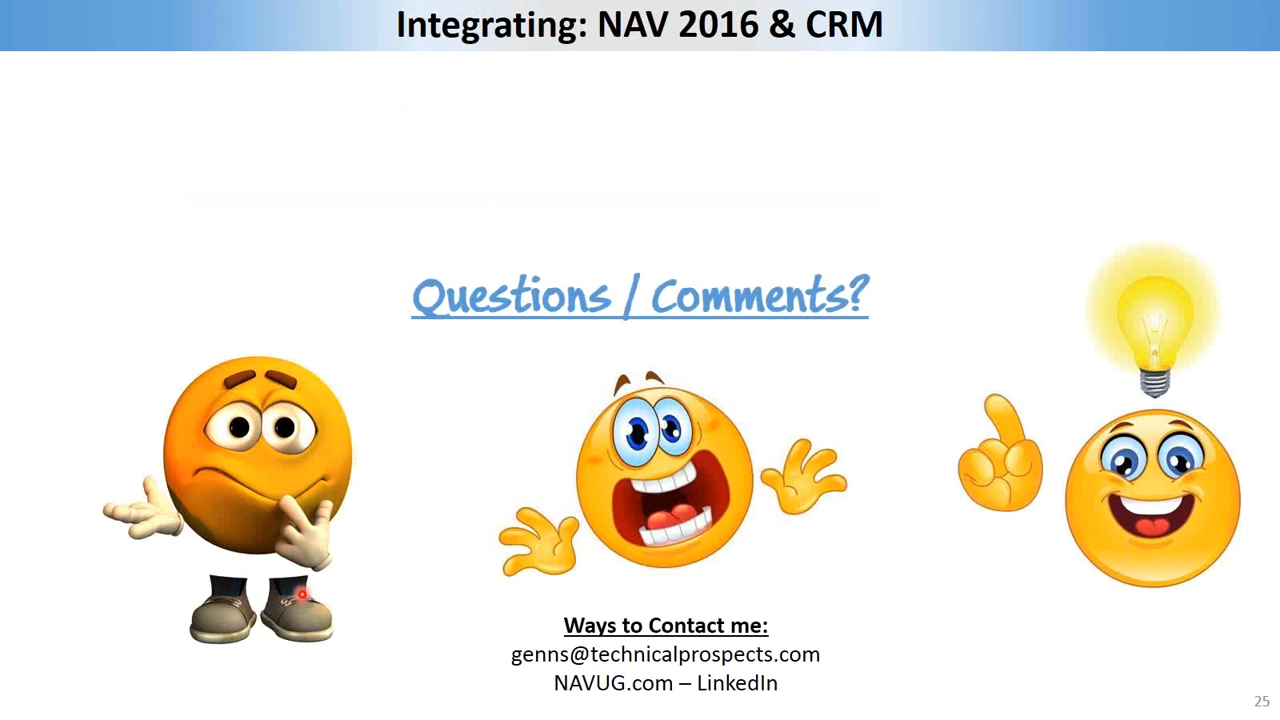 Integrating: NAV 2016 & CRM
Questions / Comments?
Ways to Contact me:
genns@technicalprospects.com
NAVUG.com – LinkedIn
25